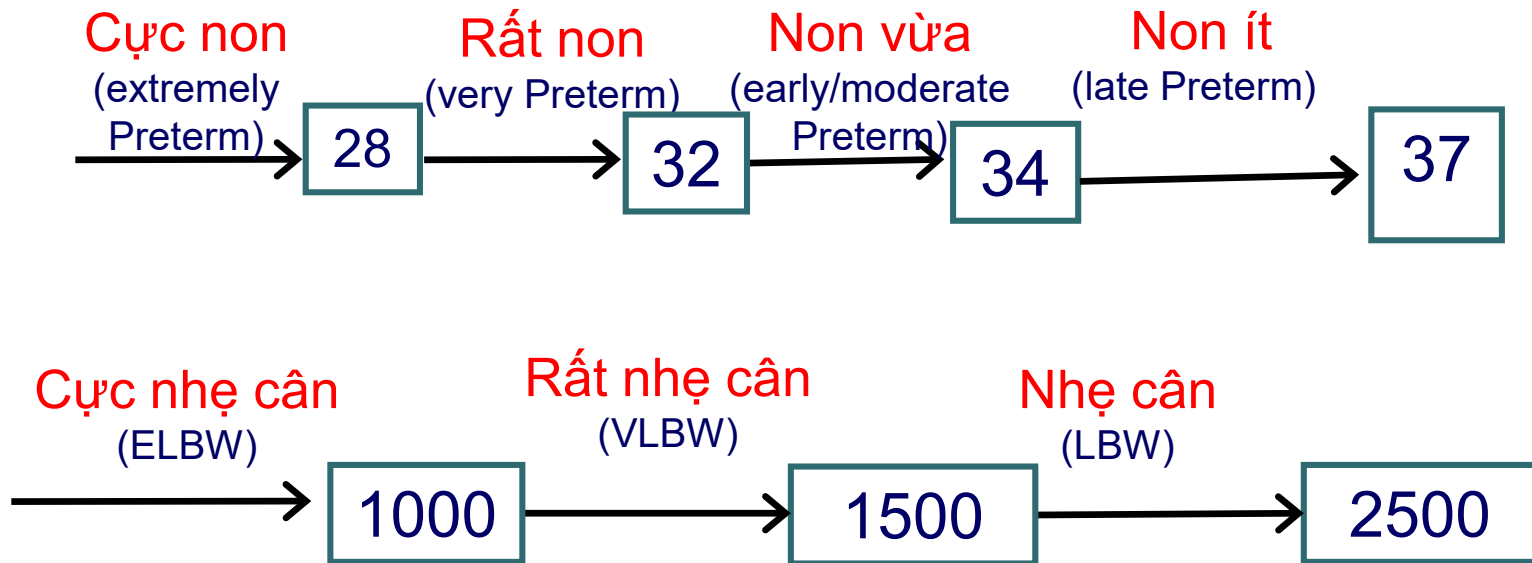 Cực non
(extremely
Preterm)
28
Rất non
(very Preterm)
32
Non vừa
(early/moderate
Preterm)
34
Non ít
(late Preterm)
37
Cực nhẹ cân
(ELBW)
1000
Rất nhẹ cân
(VLBW)
1500
Nhẹ cân
(LBW)
2500